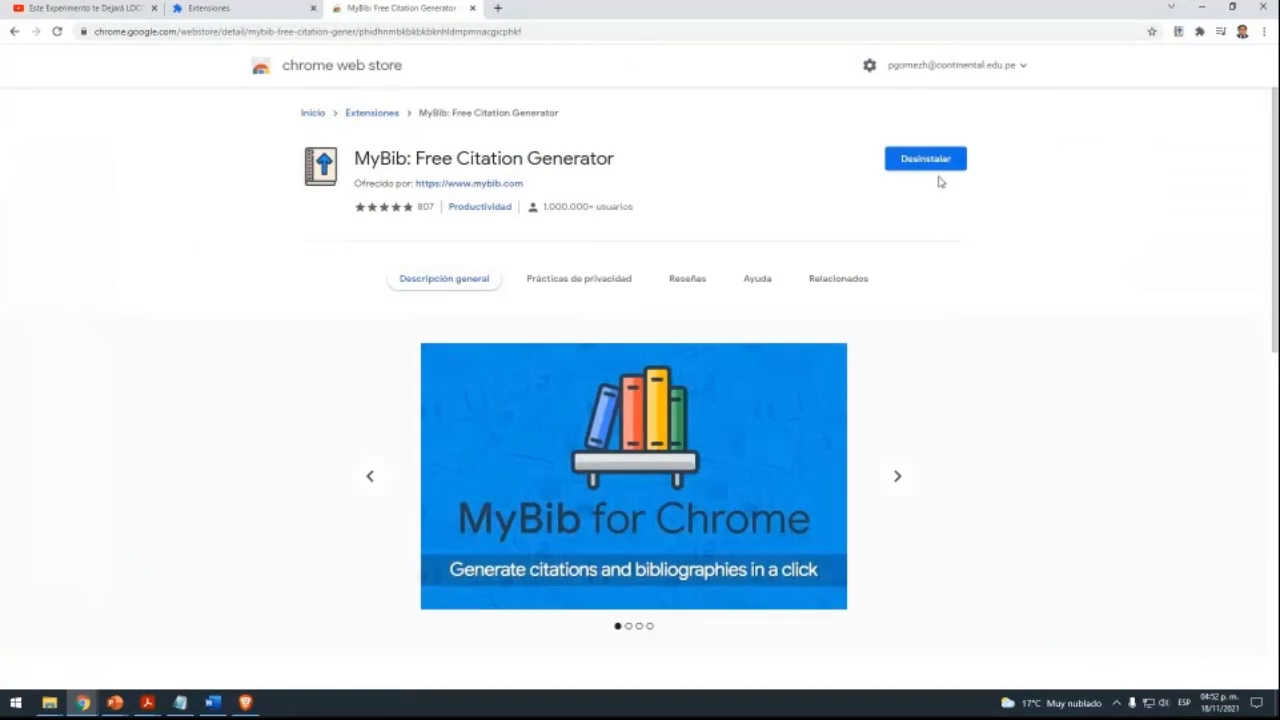 Este Experimento te Dejará LOCO
Extensiones
MyBib: Free Citation Generator
chrome.google.com/webstore/detail/mybib-free-citation-gener/phidhnmbkbkbkbknhldmpmnacgicphkf
chrome web store
pgomezh@continental.edu.pe
Inicio > Extensiones > MyBib: Free Citation Generator
MyBib: Free Citation Generator
Desinstalar
Ofrecido por: https://www.mybib.com
807 | Productividad | 1.000.000+ usuarios
Descripción general
Prácticas de privacidad
Reseñas
Ayuda
Relacionados
MyBib for Chrome
Generate citations and bibliographies in a click
17°C Muy nublado
ESP
04:52 p. m.
18/11/2021